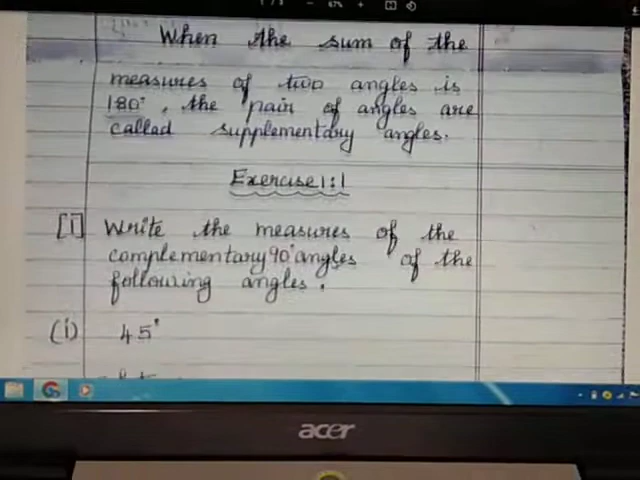 67%
When the sum of the
measures of two angles is
180°, the pair of angles are
called supplementary angles.
Exercise 1:1
[i] Write the measures of the
complementary 90° angles of the
following angles.
(i) 45°
acer